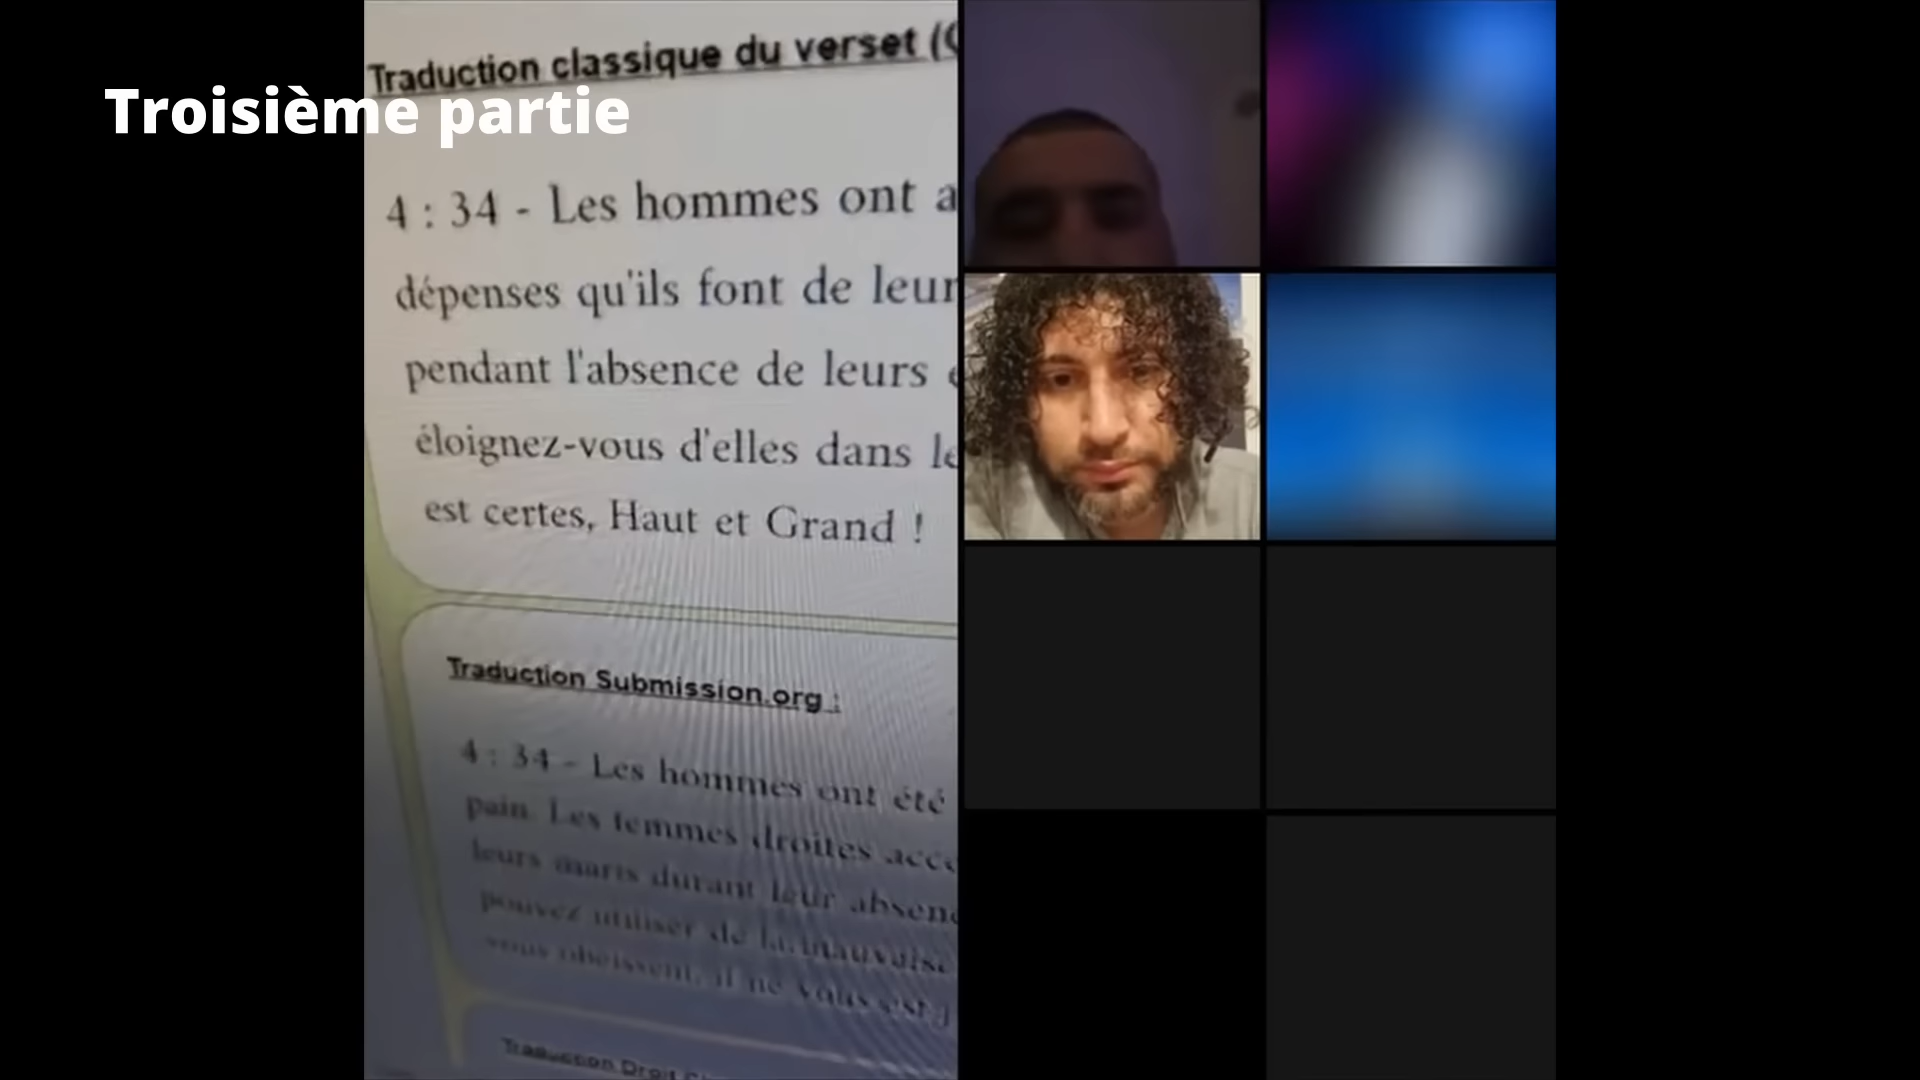 Traduction classique du verset (
Troisième partie
4 : 34 - Les hommes ont a
dépenses qu'ils font de leur
pendant l'absence de leurs
éloignez-vous d'elles dans le
est certes, Haut et Grand !
Traduction Submission.org :
4 : 34 - Les hommes ont été
pain. Les femmes droites acce
leurs maris durant leur absen
pouvez utiliser de la mauvaise
vous obéissent, il ne vous est
Traduction Droit